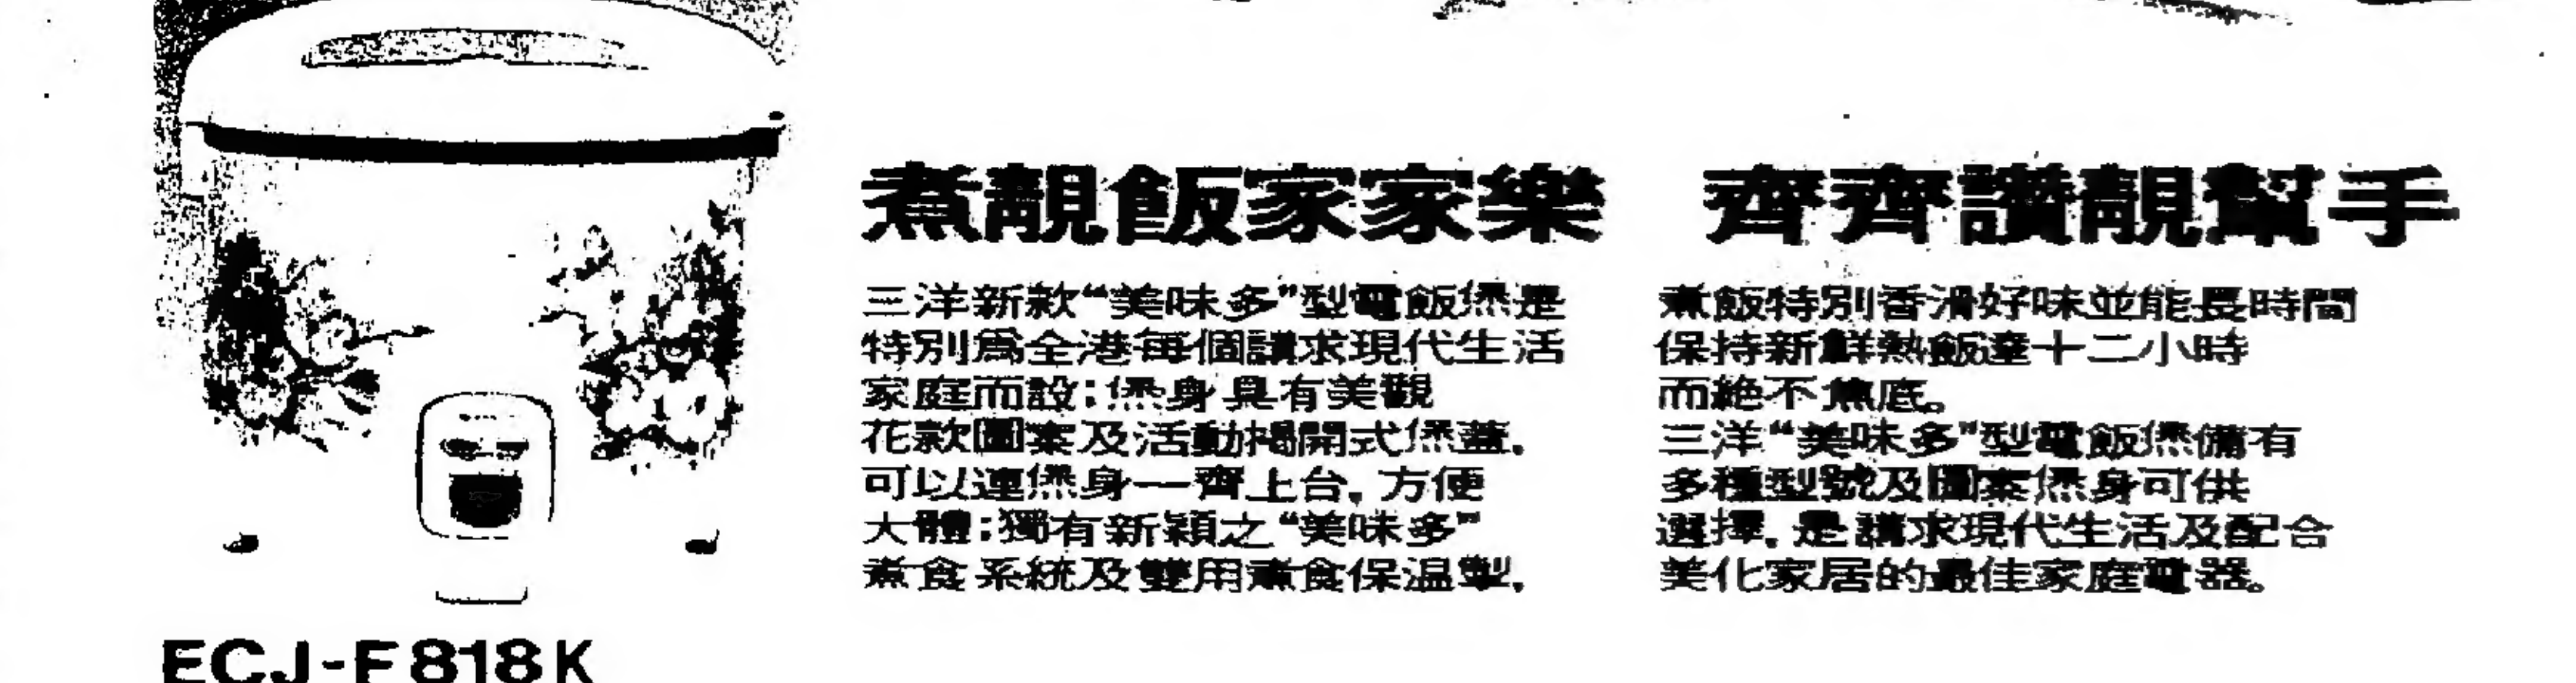 煮靚飯家家樂 齊齊讚靚幫手
三洋新款“美味多”型電飯煲是
特別為全港每個講求現代生活
家庭而設；煲身具有美觀
花款圖案及活動揭開式煲蓋，
可以連煲身一齊上台，方便
大體；獨有新穎之“美味多”
煮食系統及雙用煮食保温掣，
煮飯特別香滑好味並能長時間
保持新鮮熱飯達十二小時
而絕不燶底。
三洋“美味多”型電飯煲備有
多種型號及圖案煲身可供
選擇，是講求現代生活及配合
美化家居的最佳家庭電器。
ECJ-F818K